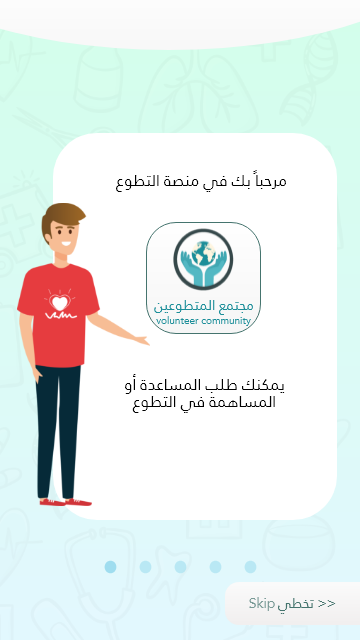 مرحباً بك في منصة التطوع
مجتمع المتطوعين
volunteer community
يمكنك طلب المساعدة أو
المساهمة في التطوع
Skip تخطي >>